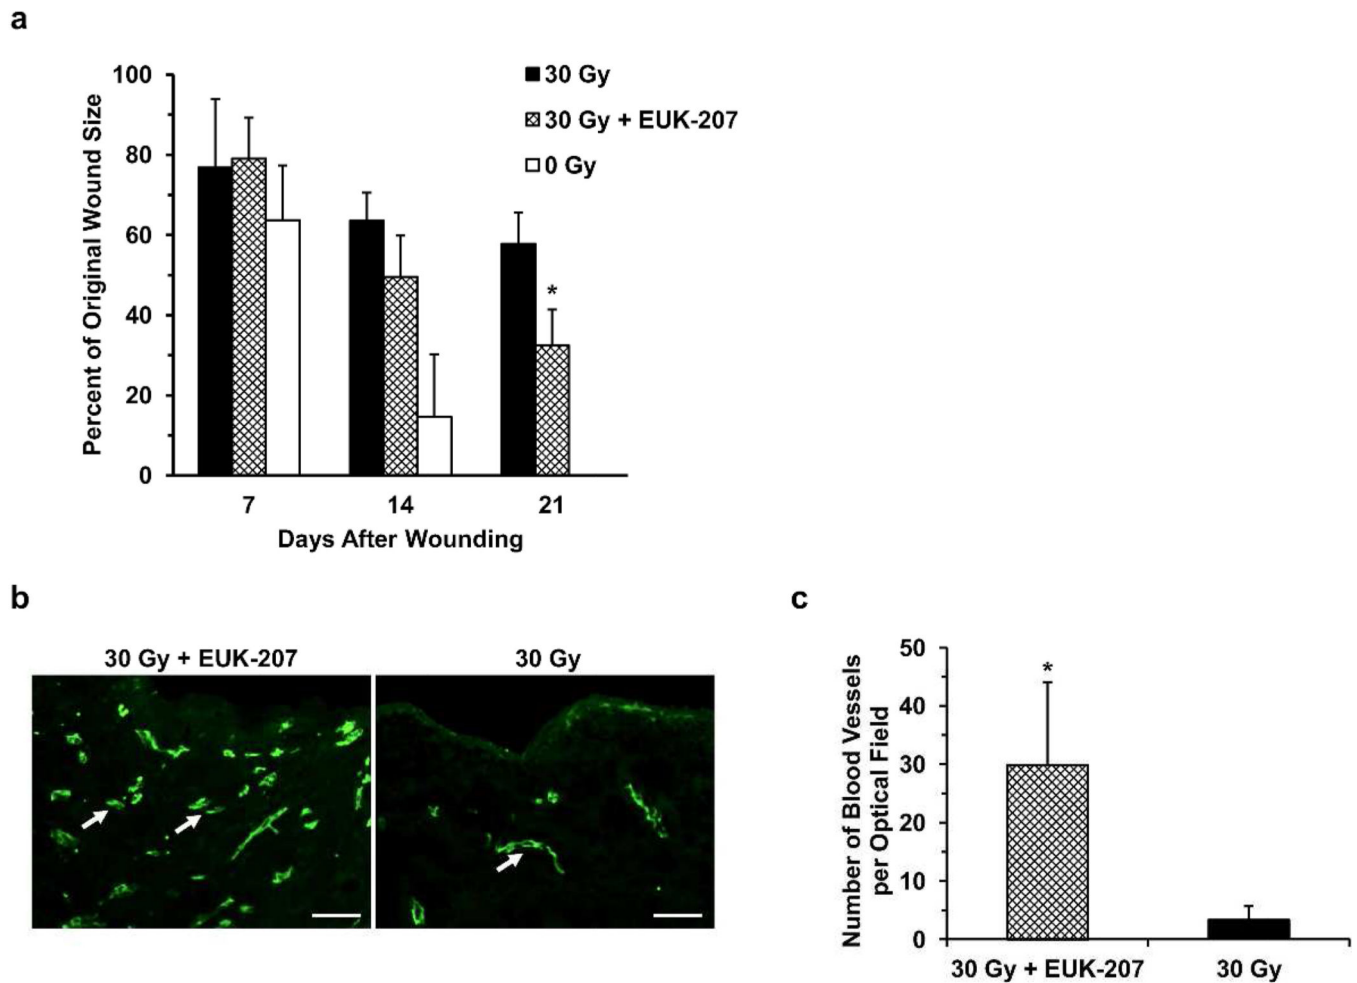 a
100
80
60
40
20
0
Percent of Original Wound Size
30 Gy
30 Gy + EUK-207
0 Gy
*
7 14 21
Days After Wounding
b
30 Gy + EUK-207 30 Gy
c
50
40
30
20
10
0
Number of Blood Vessels
per Optical Field
*
30 Gy + EUK-207 30 Gy